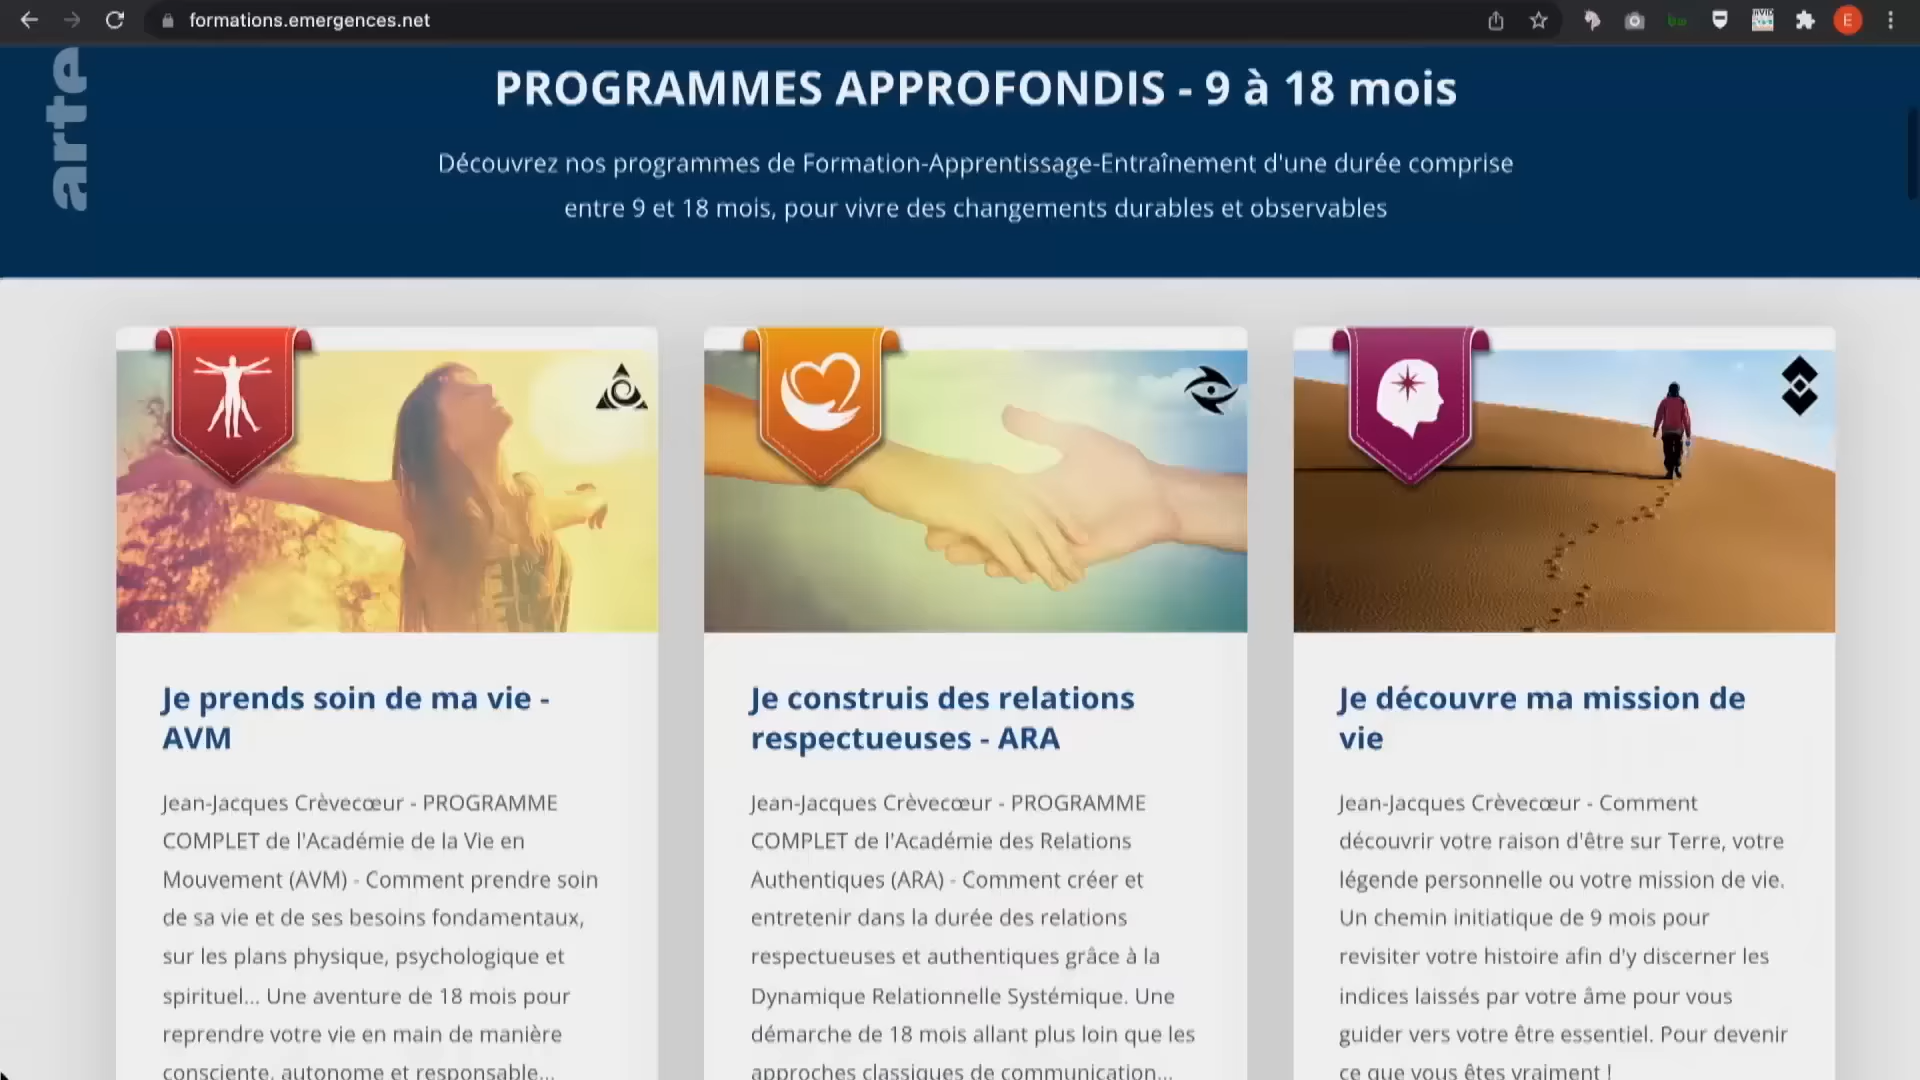 formations.emergences.net
E
arte
PROGRAMMES APPROFONDIS - 9 à 18 mois
Découvrez nos programmes de Formation-Apprentissage-Entraînement d'une durée comprise
entre 9 et 18 mois, pour vivre des changements durables et observables
Je prends soin de ma vie -
AVM
Jean-Jacques Crèvecœur - PROGRAMME
COMPLET de l'Académie de la Vie en
Mouvement (AVM) - Comment prendre soin
de sa vie et de ses besoins fondamentaux,
sur les plans physique, psychologique et
spirituel... Une aventure de 18 mois pour
reprendre votre vie en main de manière
consciente, autonome et responsable...
Je construis des relations
respectueuses - ARA
Jean-Jacques Crèvecœur - PROGRAMME
COMPLET de l'Académie des Relations
Authentiques (ARA) - Comment créer et
entretenir dans la durée des relations
respectueuses et authentiques grâce à la
Dynamique Relationnelle Systémique. Une
démarche de 18 mois allant plus loin que les
approches classiques de communication...
Je découvre ma mission de
vie
Jean-Jacques Crèvecœur - Comment
découvrir votre raison d'être sur Terre, votre
légende personnelle ou votre mission de vie.
Un chemin initiatique de 9 mois pour
revisiter votre histoire afin d'y discerner les
indices laissés par votre âme pour vous
guider vers votre être essentiel. Pour devenir
ce que vous êtes vraiment !